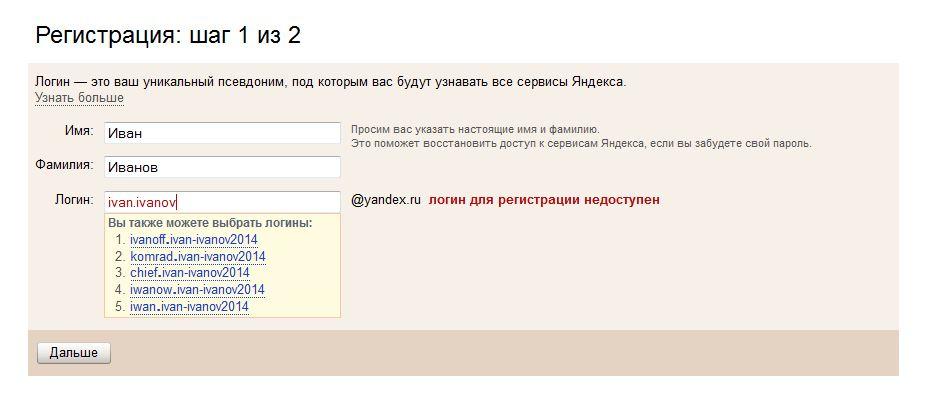 Регистрация: шаг 1 из 2
Логин — это ваш уникальный псевдоним, под которым вас будут узнавать все сервисы Яндекса.
Узнать больше
Имя: Иван Просим вас указать настоящие имя и фамилию.
Это поможет восстановить доступ к сервисам Яндекса, если вы забудете свой пароль.
Фамилия: Иванов
Логин: ivan.ivanov @yandex.ru логин для регистрации недоступен
Вы также можете выбрать логины:
1. ivanoff.ivan-ivanov2014
2. komrad.ivan-ivanov2014
3. chief.ivan-ivanov2014
4. iwanow.ivan-ivanov2014
5. iwan.ivan-ivanov2014
Дальше